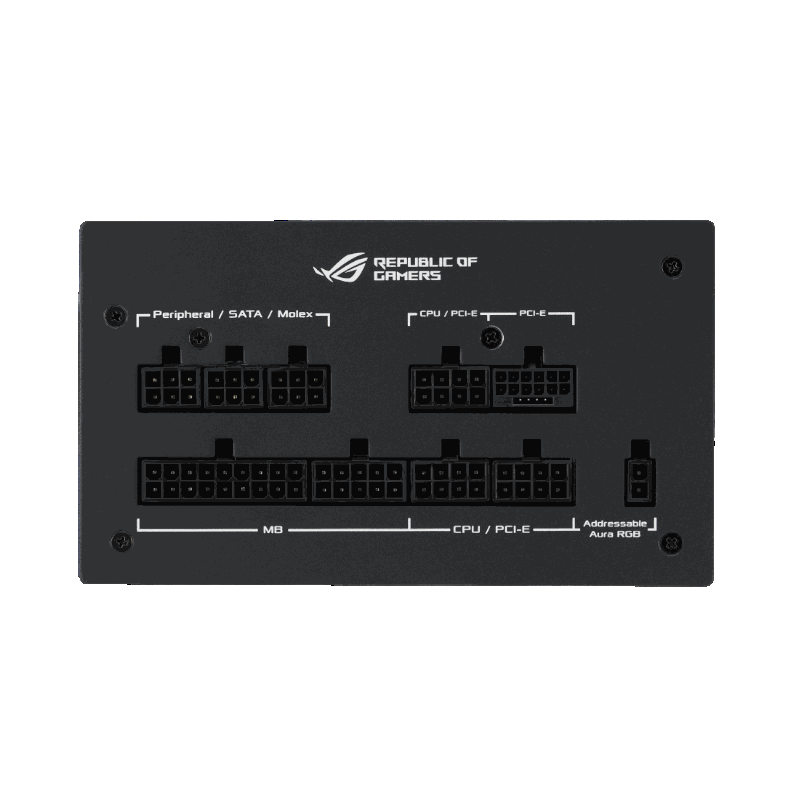 REPUBLIC OF
GAMERS
Peripheral / SATA / Molex
CPU / PCI-E
PCI-E
MB
CPU / PCI-E
Addressable
Aura RGB